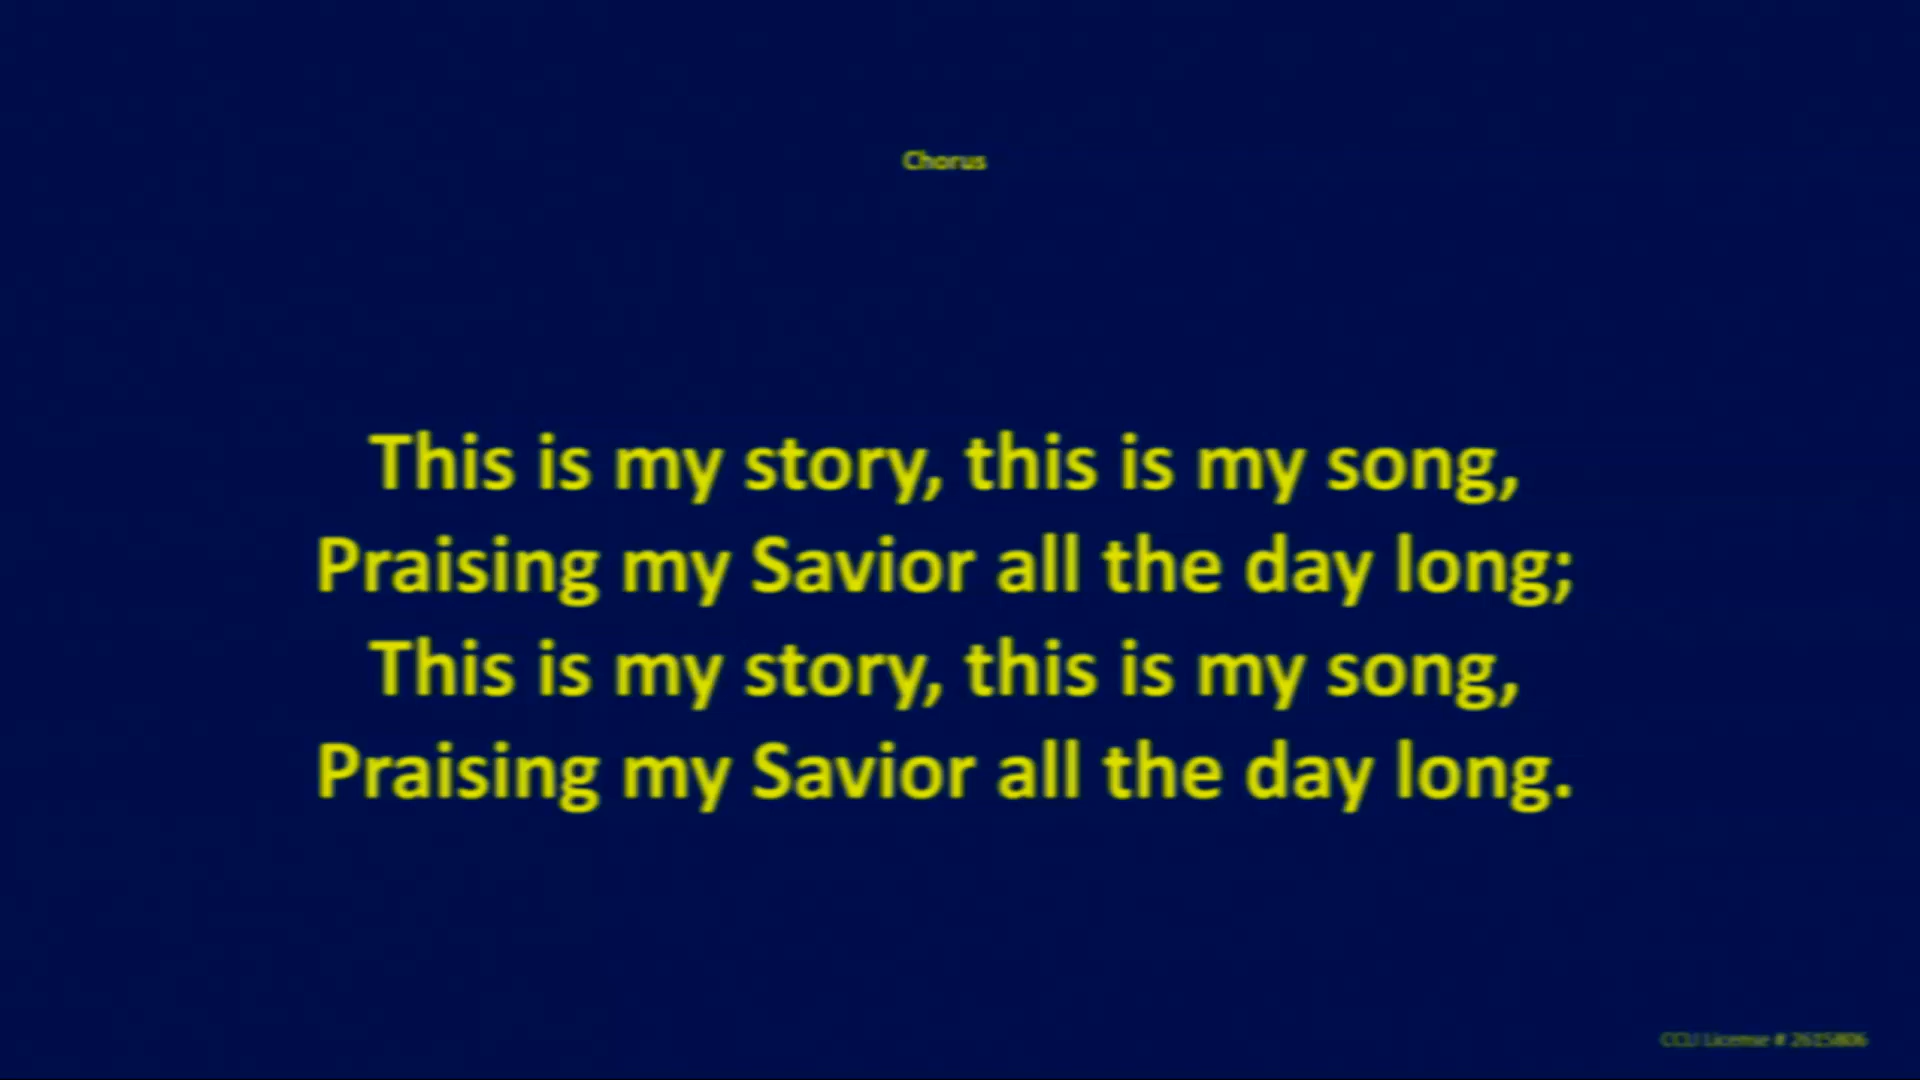 Chorus
This is my story, this is my song,
Praising my Savior all the day long;
This is my story, this is my song,
Praising my Savior all the day long.
License #